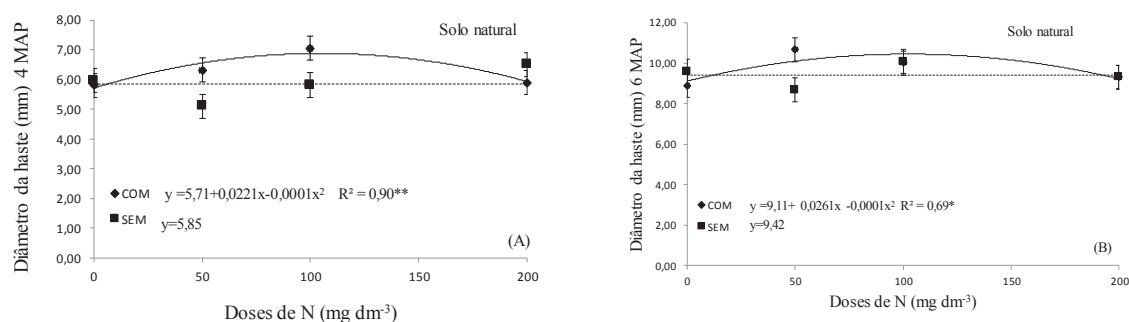 Diâmetro da haste (mm) 4 MAP
8,00
7,00
6,00
5,00
4,00
3,00
2,00
1,00
0,00
Solo natural
COM y =5,71+0,0221x-0,0001x² R² = 0,90**
SEM y=5,85
(A)
0 50 100 150 200
Doses de N (mg dm-³)
Diâmetro da haste (mm) 6 MAP
12,00
10,00
8,00
6,00
4,00
2,00
0,00
Solo natural
COM y =9,11+ 0,0261x -0,0001x² R² = 0,69*
SEM y=9,42
(B)
0 50 100 150 200
Doses de N (mg dm-³)